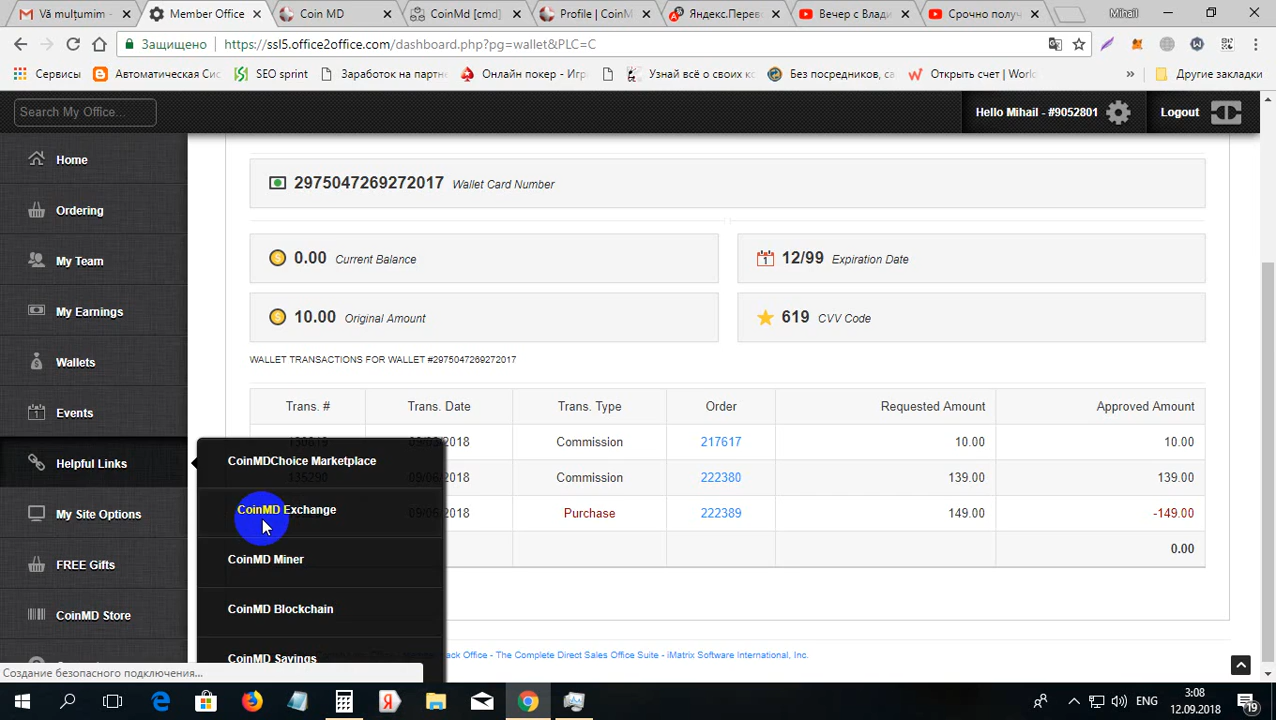 Vă mulțumim -
Member Office
Coin MD
CoinMd [cmd]
Profile | CoinM
Яндекс.Перев
Вечер с Влади
Срочно получ
Mihail
Защищено
https://ssl5.office2office.com/dashboard.php?pg=wallet&PLC=C
Сервисы
Автоматическая Сис
SEO sprint
Заработок на партне
Онлайн покер - Игр
Узнай всё о своих ко
Без посредников, са
Открыть счет | World
»
Другие закладки
Search My Office...
Hello Mihail - #9052801
Logout
Home
Ordering
My Team
My Earnings
Wallets
Events
Helpful Links
My Site Options
FREE Gifts
CoinMD Store
2975047269272017 Wallet Card Number
0.00 Current Balance
12/99 Expiration Date
10.00 Original Amount
619 CVV Code
WALLET TRANSACTIONS FOR WALLET #2975047269272017
Trans. # Trans. Date Trans. Type Order Requested Amount Approved Amount
Commission 217617 10.00 10.00
Commission 222380 139.00 139.00
Purchase 222389 149.00 -149.00
0.00
CoinMDChoice Marketplace
CoinMD Exchange
CoinMD Miner
CoinMD Blockchain
CoinMD Savings
Back Office - The Complete Direct Sales Office Suite - iMatrix Software International, Inc.
Создание безопасного подключения...
ENG
3:08
12.09.2018
19